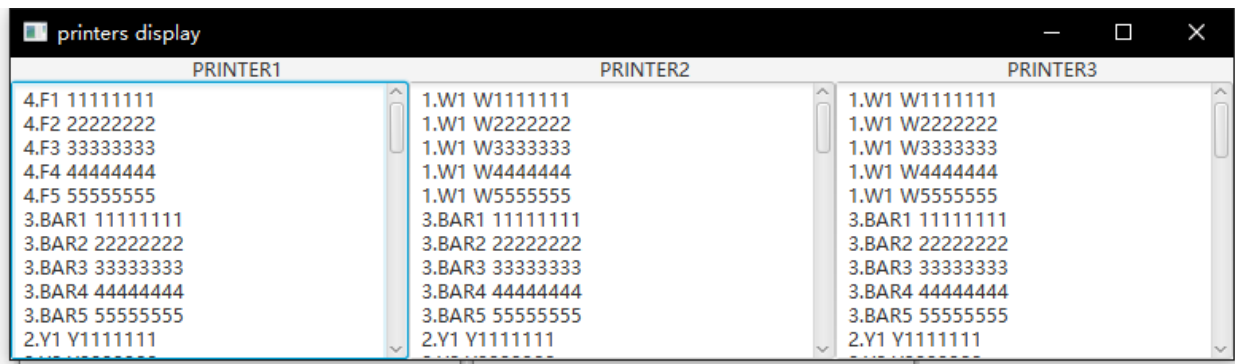 printers display
PRINTER1
4.F1 11111111
4.F2 22222222
4.F3 33333333
4.F4 44444444
4.F5 55555555
3.BAR1 11111111
3.BAR2 22222222
3.BAR3 33333333
3.BAR4 44444444
3.BAR5 55555555
2.Y1 Y1111111
PRINTER2
1.W1 W1111111
1.W1 W2222222
1.W1 W3333333
1.W1 W4444444
1.W1 W5555555
3.BAR1 11111111
3.BAR2 22222222
3.BAR3 33333333
3.BAR4 44444444
3.BAR5 55555555
2.Y1 Y1111111
PRINTER3
1.W1 W1111111
1.W1 W2222222
1.W1 W3333333
1.W1 W4444444
1.W1 W5555555
3.BAR1 11111111
3.BAR2 22222222
3.BAR3 33333333
3.BAR4 44444444
3.BAR5 55555555
2.Y1 Y1111111